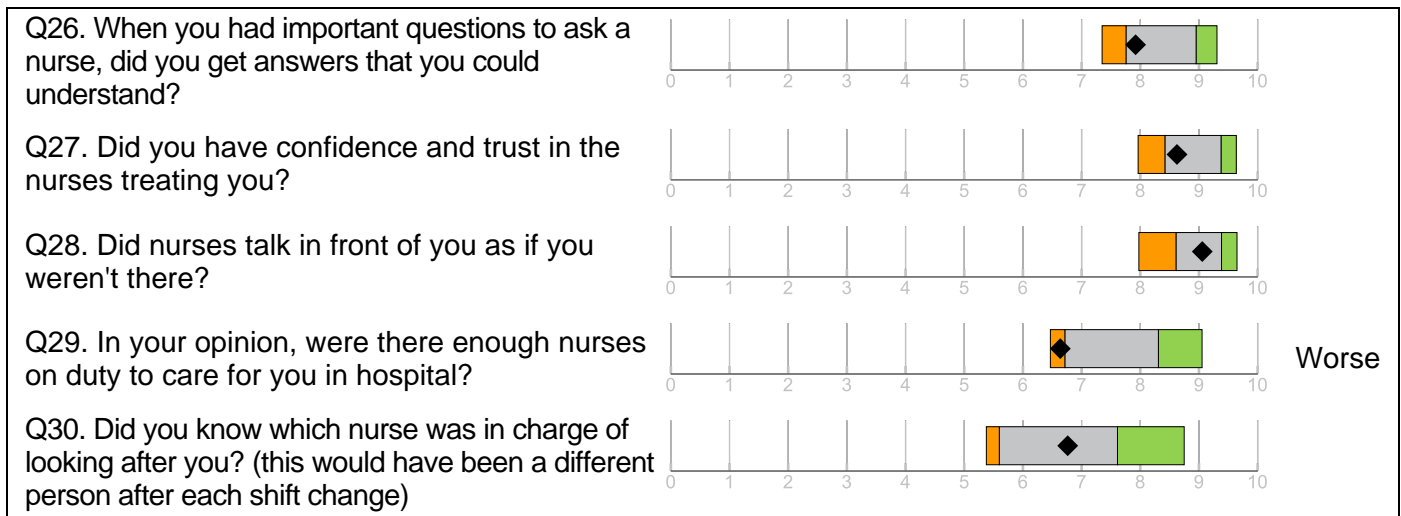 Q26. When you had important questions to ask a
nurse, did you get answers that you could
understand?
0 1 2 3 4 5 6 7 8 9 10
Q27. Did you have confidence and trust in the
nurses treating you?
0 1 2 3 4 5 6 7 8 9 10
Q28. Did nurses talk in front of you as if you
weren't there?
0 1 2 3 4 5 6 7 8 9 10
Q29. In your opinion, were there enough nurses
on duty to care for you in hospital?
0 1 2 3 4 5 6 7 8 9 10
Worse
Q30. Did you know which nurse was in charge of
looking after you? (this would have been a different
person after each shift change)
0 1 2 3 4 5 6 7 8 9 10